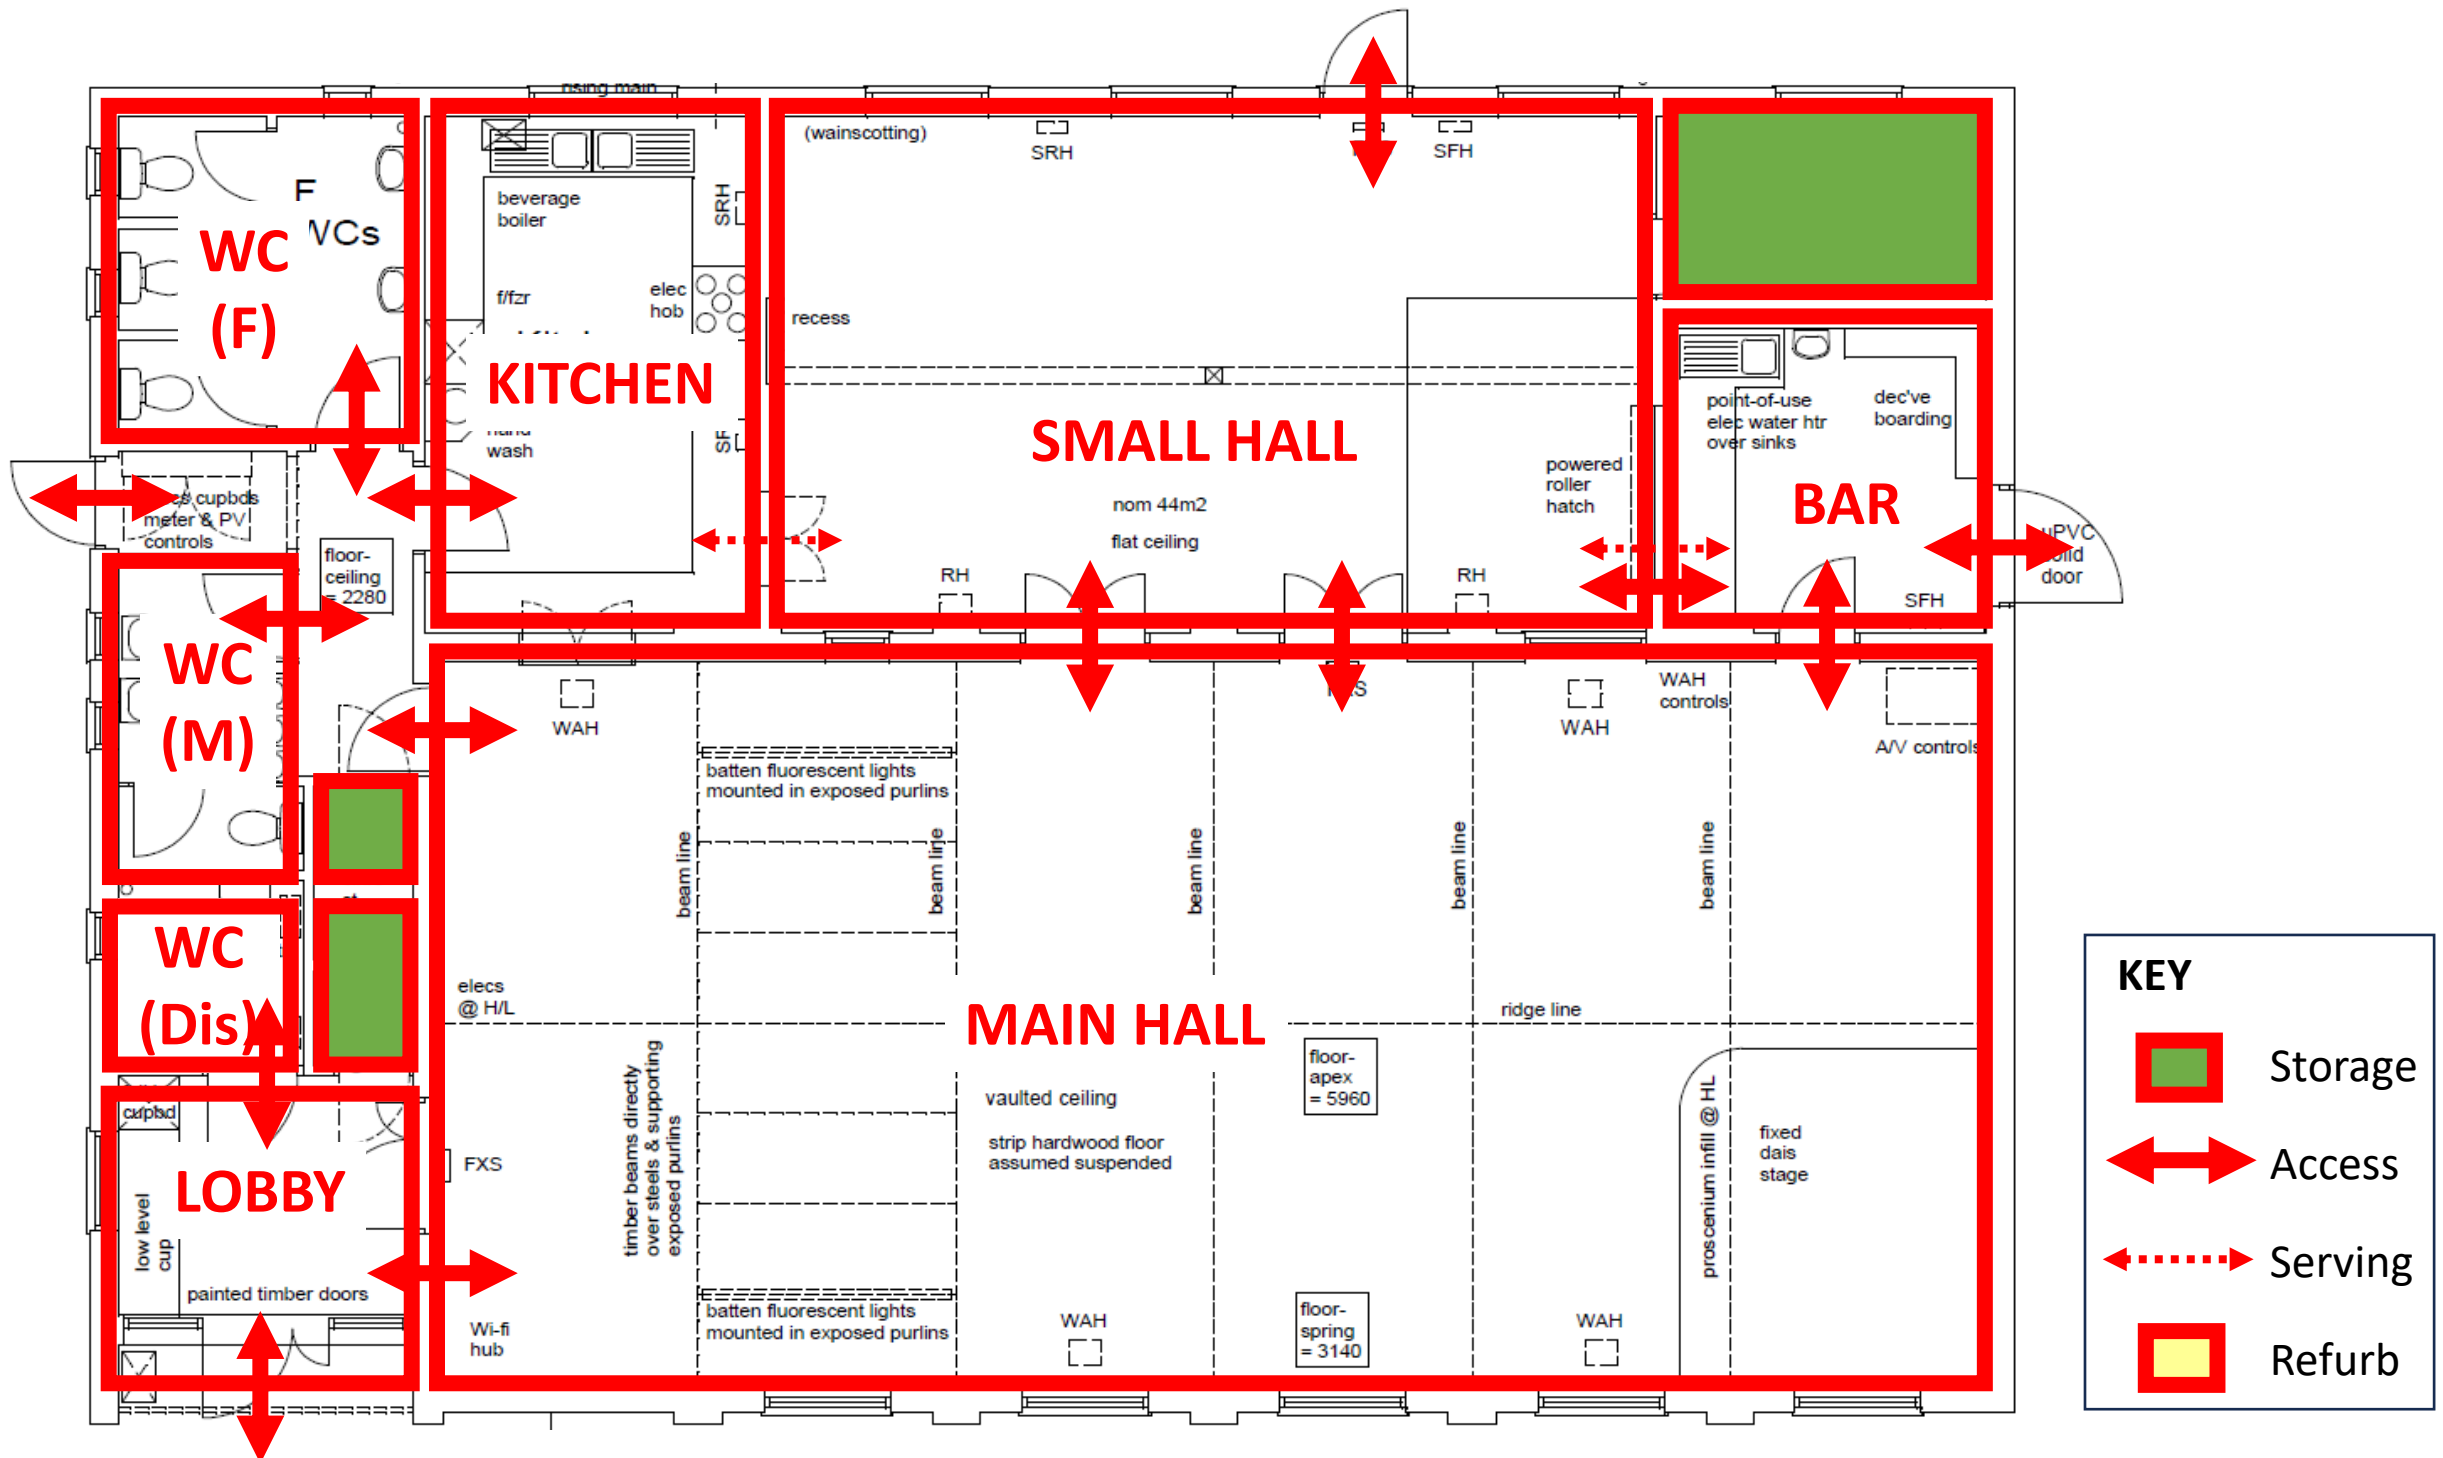 rising main
(wainscotting)
SRH
SFH
F
WCs
WC
(F)
beverage
boiler
SRH
f/fzr
elec
hob
recess
KITCHEN
hand
wash
SMALL HALL
nom 44m2
flat ceiling
powered
roller
hatch
RH
RH
point-of-use
elec water htr
over sinks
dec've
boarding
BAR
uPVC
solid
door
SFH
cupbds
meter & PV
controls
floor-
ceiling
= 2280
WC
(M)
WAH
WAH
WAH
controls
A/V controls
batten fluorescent lights
mounted in exposed purlins
beam line
beam line
beam line
beam line
beam line
WC
(Dis)
elecs
@ H/L
MAIN HALL
ridge line
floor-
apex
= 5960
vaulted ceiling
strip hardwood floor
assumed suspended
timber beams directly
over steels & supporting
exposed purlins
proscenium infill @ HL
fixed
dais
stage
cupbd
LOBBY
low level
cup
FXS
painted timber doors
Wi-fi
hub
batten fluorescent lights
mounted in exposed purlins
WAH
floor-
spring
= 3140
WAH
KEY
Storage
Access
Serving
Refurb